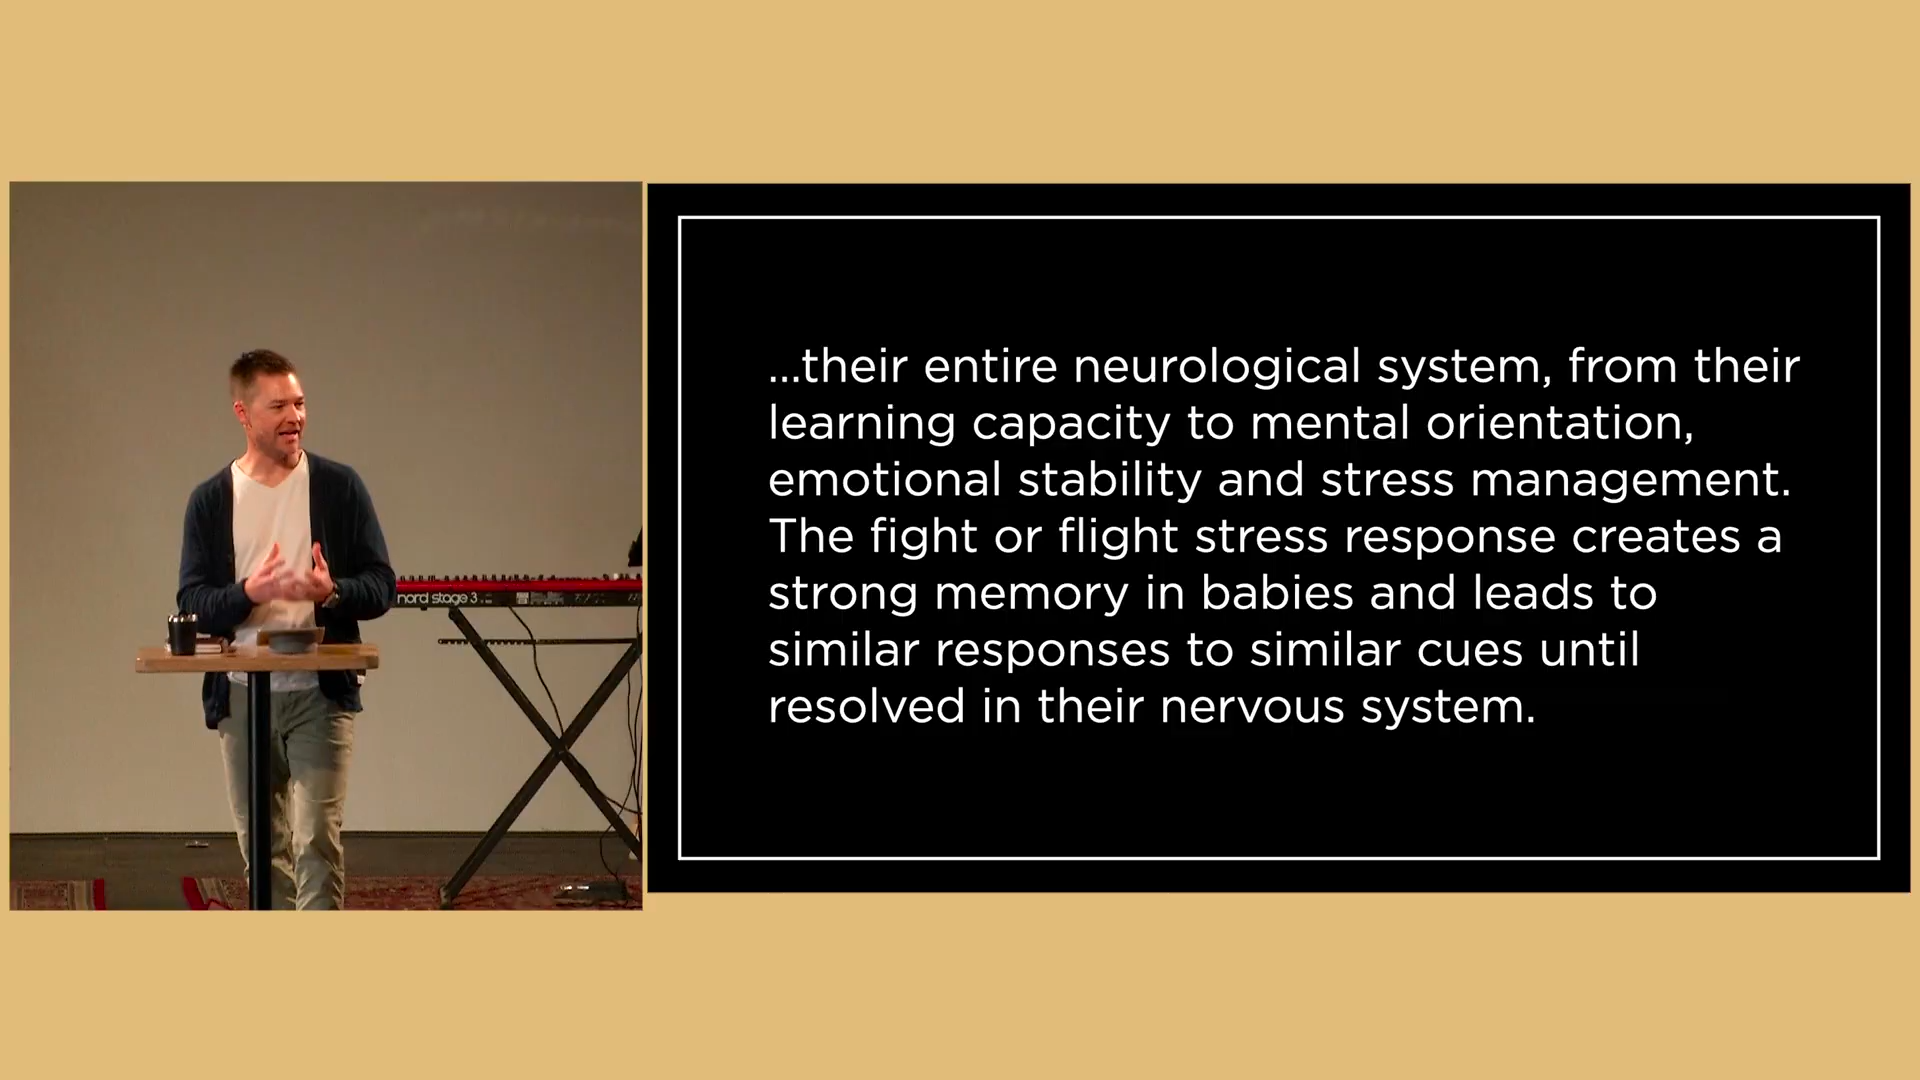 ...their entire neurological system, from their
learning capacity to mental orientation,
emotional stability and stress management.
The fight or flight stress response creates a
strong memory in babies and leads to
similar responses to similar cues until
resolved in their nervous system.
nord stage 3